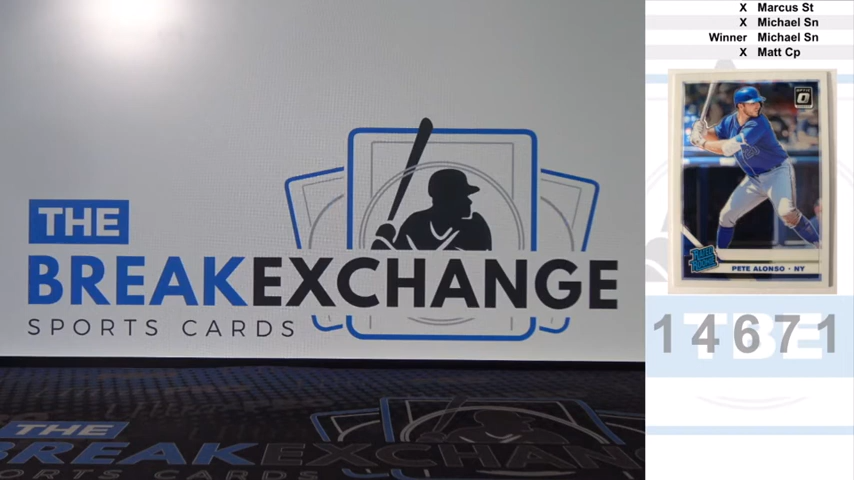 X Marcus St
X Michael Sn
Winner Michael Sn
X Matt Cp
THE
BREAKEXCHANGE
SPORTS CARDS
OPTIC
RATED ROOKIE
PETE ALONSO • NY
14671
TBE
THE
BREAKEXCHANGE
SPORTS CARDS